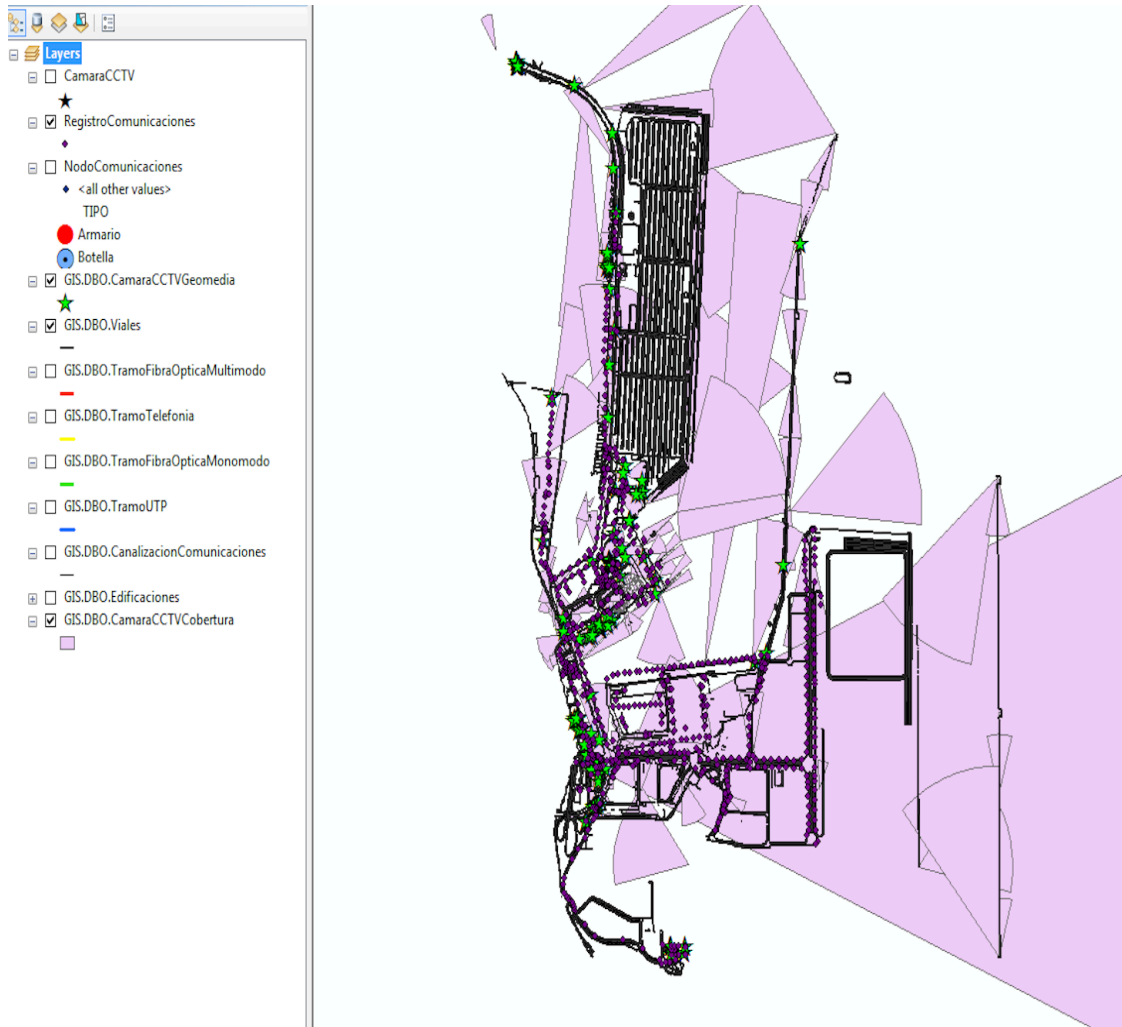 Layers
CamaraCCTV
RegistroComunicaciones
NodoComunicaciones
<all other values>
TIPO
Armario
Botella
GIS.DBO.CamaraCCTVGeomedia
GIS.DBO.Viales
GIS.DBO.TramoFibraOpticaMultimodo
GIS.DBO.TramoTelefonia
GIS.DBO.TramoFibraOpticaMonomodo
GIS.DBO.TramoUTP
GIS.DBO.CanalizacionComunicaciones
GIS.DBO.Edificaciones
GIS.DBO.CamaraCCTVCobertura